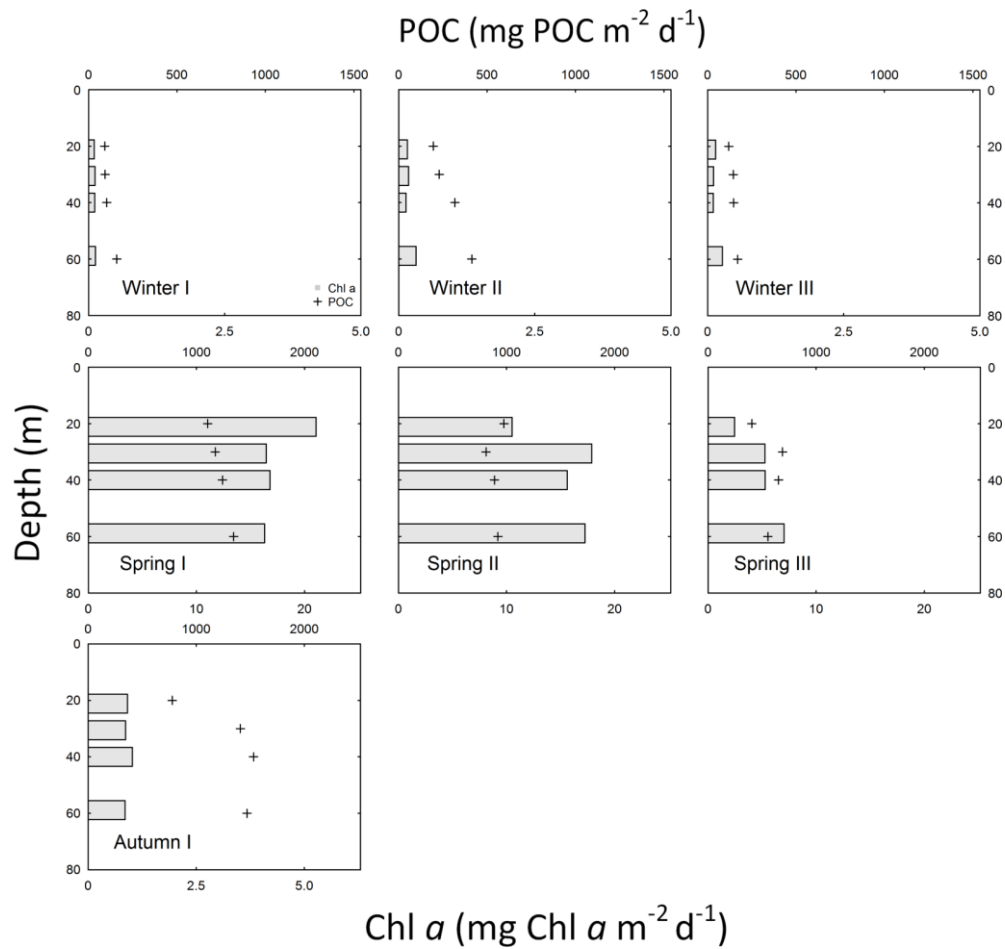 POC (mg POC m⁻² d⁻¹)
0 500 1000 1500 0 500 1000 1500 0 500 1000 1500
0 0
20 20
40 40
60 60
Winter I Chl a Winter II Winter III
POC
80 80
0 2.5 5.0 2.5 5.0 0 2.5 5.0
0 1000 2000 0 1000 2000 0 1000 2000
0 0
20 20
Depth (m)
40 40
60 60
Spring I Spring II Spring III
80 80
0 10 20 0 10 20 0 10 20
0 1000 2000
0
20
40
60
Autumn I
80
0 2.5 5.0
Chl a (mg Chl a m⁻² d⁻¹)